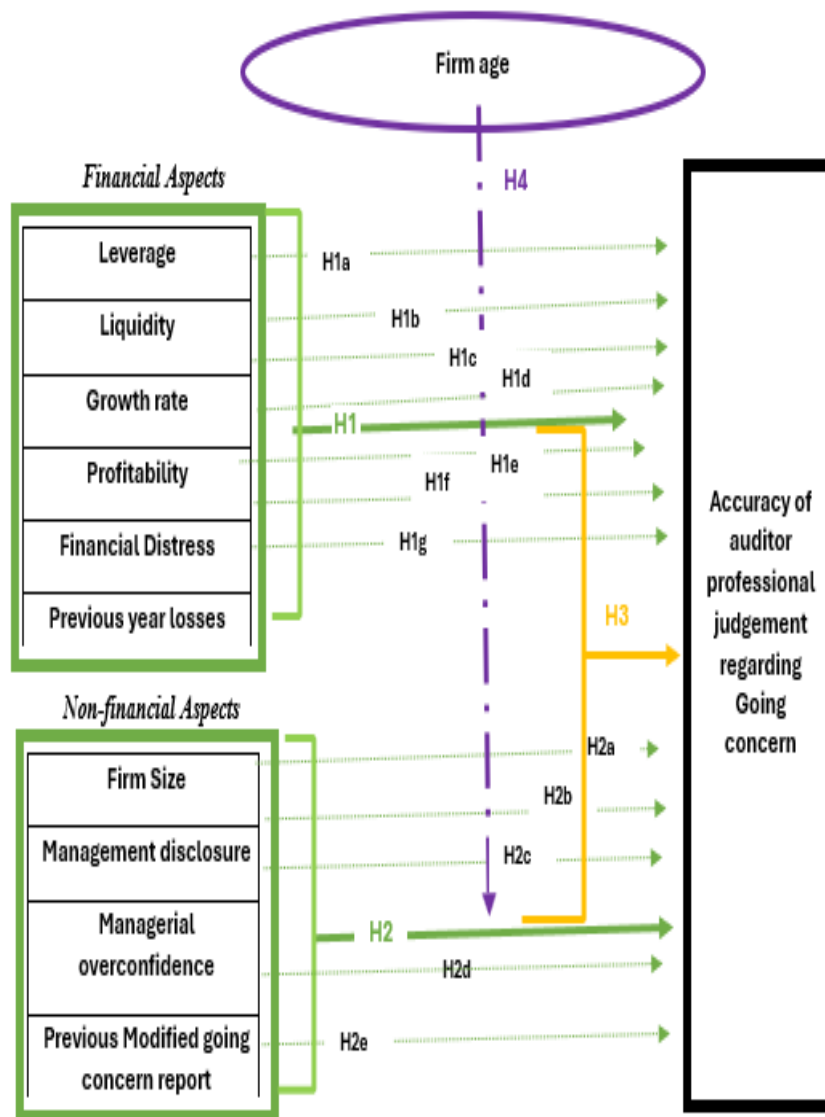 Firm age
H4
Financial Aspects
Leverage
Liquidity
Growth rate
Profitability
Financial Distress
Previous year losses
H1a
H1b
H1c
H1d
H1
H1e
H1f
H1g
H3
Accuracy of
auditor
professional
judgement
regarding
Going
concern
Non-financial Aspects
Firm Size
Management disclosure
Managerial
overconfidence
Previous Modified going
concern report
H2a
H2b
H2c
H2
H2d
H2e